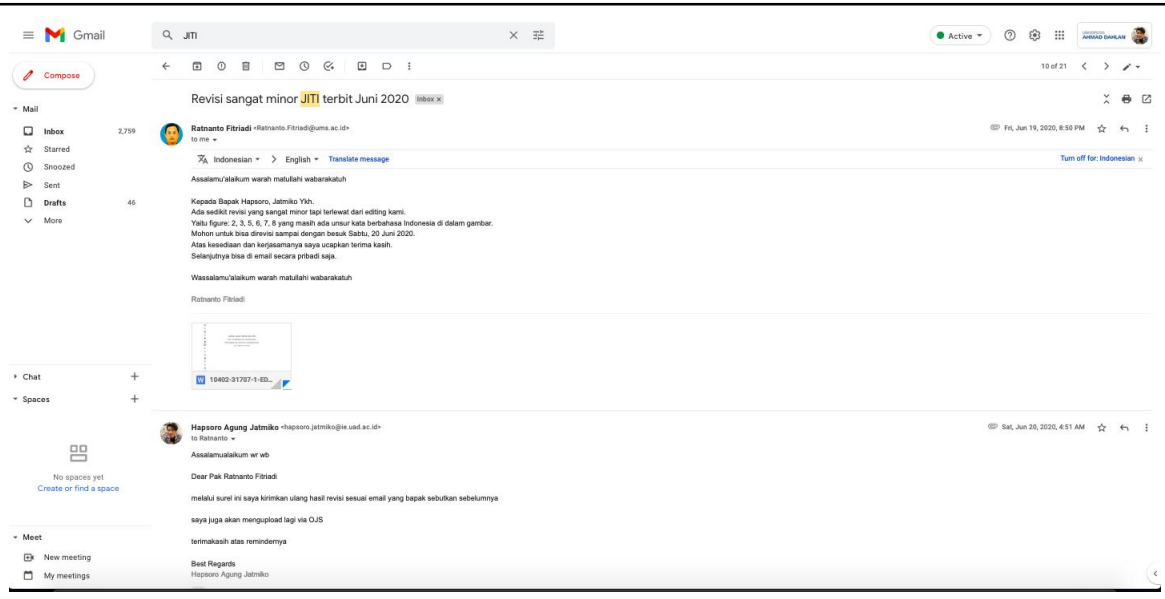 Gmail
JITI
Active
UNIVERSITAS
AHMAD DAHLAN
Compose
10 of 21
Mail
Inbox 2,759
Starred
Snoozed
Sent
Drafts 46
More
Revisi sangat minor JITI terbit Juni 2020 Inbox x
Ratnanto Fitriadi <Ratnanto.Fitriadi@ums.ac.id>
Fri, Jun 19, 2020, 8:50 PM
to me
Indonesian > English Translate message
Turn off for: Indonesian x
Assalamu'alaikum warah matullahi wabarakatuh
Kepada Bapak Hapsoro, Jatmiko Ykh.
Ada sedikit revisi yang sangat minor tapi terlewat dari editing kami.
Yaitu figure: 2, 3, 5, 6, 7, 8 yang masih ada unsur kata berbahasa Indonesia di dalam gambar.
Mohon untuk bisa direvisi sampai dengan besuk Sabtu, 20 Juni 2020.
Atas kesediaan dan kerjasamanya saya ucapkan terima kasih.
Selanjutnya bisa di email secara pribadi saja.
Wassalamu'alaikum warah matullahi wabarakatuh
Ratnanto Fitriadi
W 10402-31707-1-ED...
Chat
Spaces
No spaces yet
Create or find a space
Meet
New meeting
My meetings
Hapsoro Agung Jatmiko <hapsoro.jatmiko@ie.uad.ac.id>
Sat, Jun 20, 2020, 4:51 AM
to Ratnanto
Assalamualaikum wr wb
Dear Pak Ratnanto Fitriadi
melalui surel ini saya kirimkan ulang hasil revisi sesuai email yang bapak sebutkan sebelumnya
saya juga akan mengupload lagi via OJS
terimakasih atas remindernya
Best Regards
Hapsoro Agung Jatmiko